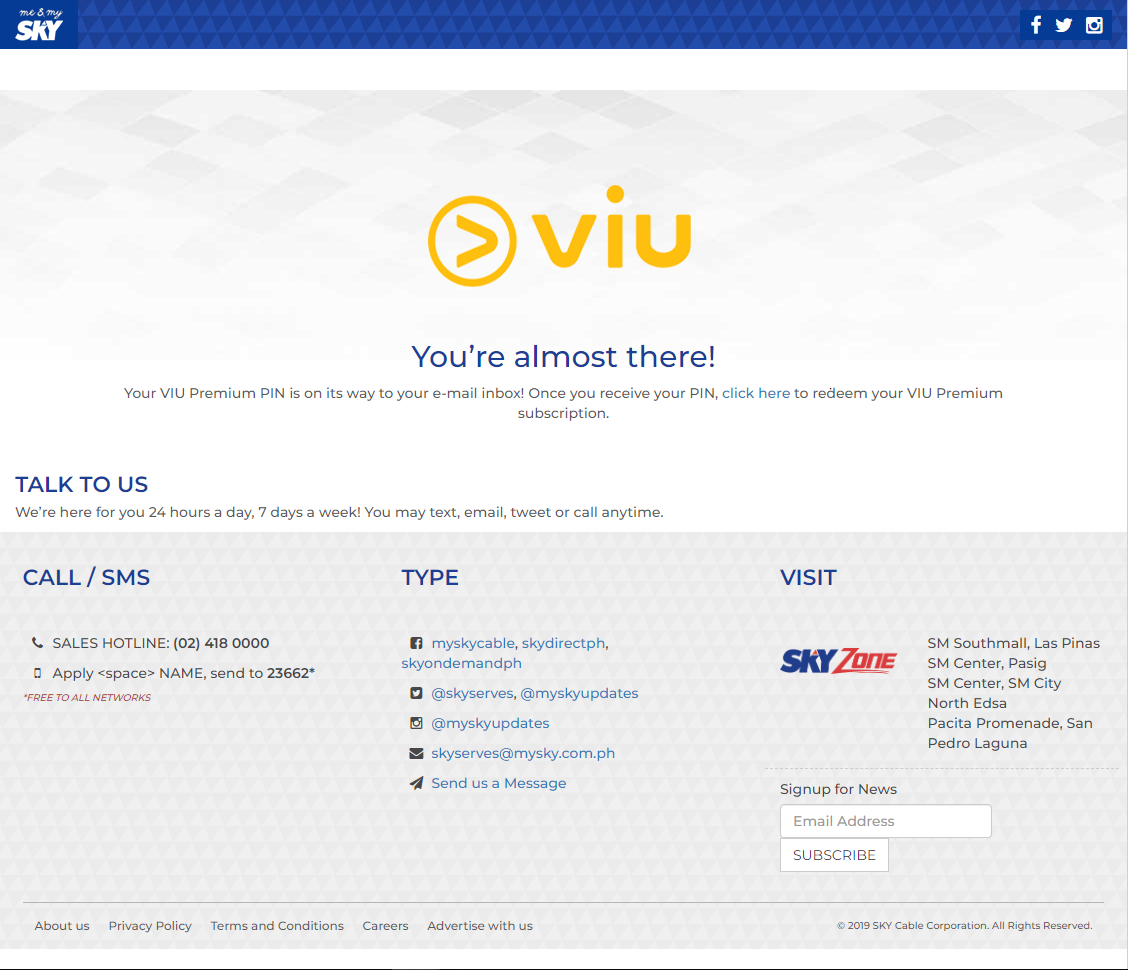 me & my
SKY
viu
You’re almost there!
Your VIU Premium PIN is on its way to your e-mail inbox! Once you receive your PIN, click here to redeem your VIU Premium
subscription.
TALK TO US
We’re here for you 24 hours a day, 7 days a week! You may text, email, tweet or call anytime.
CALL / SMS
SALES HOTLINE: (02) 418 0000
Apply <space> NAME, send to 23662*
*FREE TO ALL NETWORKS
TYPE
myskycable, skydirectph,
skyondemandph
@skyserves, @myskyupdates
@myskyupdates
skyserves@mysky.com.ph
Send us a Message
VISIT
SKY ZONE
SM Southmall, Las Pinas
SM Center, Pasig
SM Center, SM City
North Edsa
Pacita Promenade, San
Pedro Laguna
Signup for News
Email Address
SUBSCRIBE
About us Privacy Policy Terms and Conditions Careers Advertise with us
© 2019 SKY Cable Corporation. All Rights Reserved.